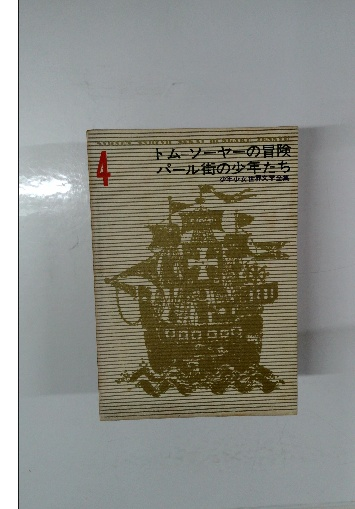 4
トム・ソーヤーの冒険
パール街の少年たち
少年少女世界文学全集